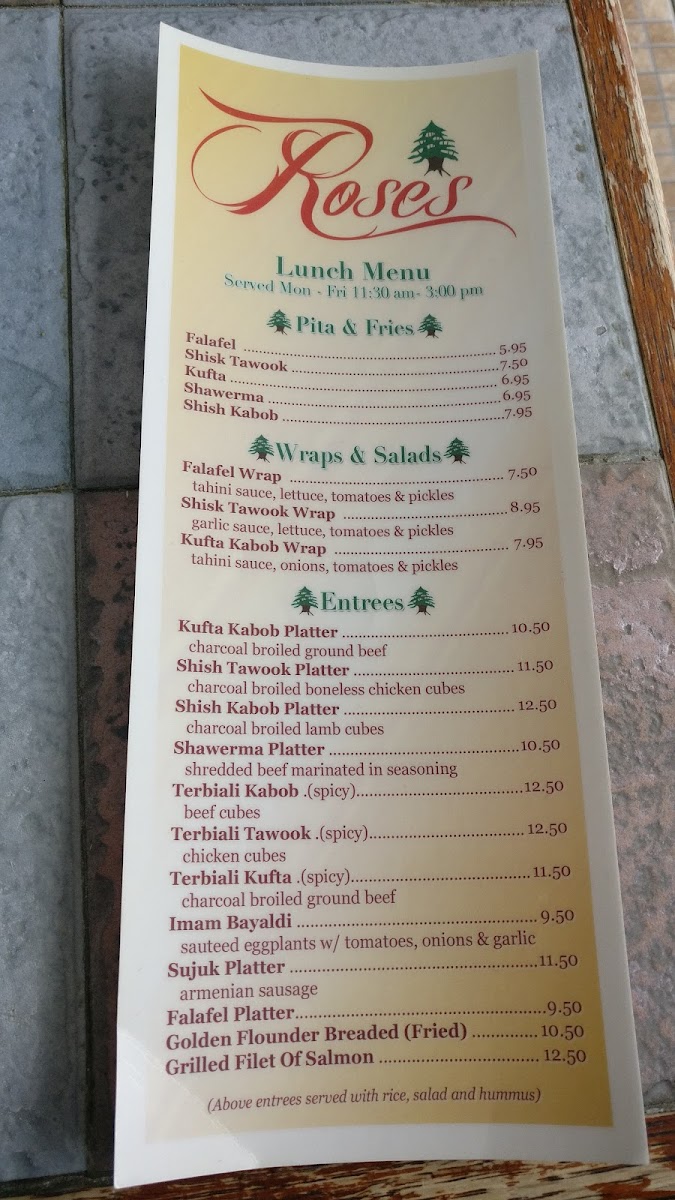 Roses
Lunch Menu
Served Mon - Fri 11:30 am- 3:00 pm
Pita & Fries
Falafel ........ 5.95
Shisk Tawook ........ 7.50
Kufta ........ 6.95
Shawerma ........ 6.95
Shish Kabob ........ 7.95
Wraps & Salads
Falafel Wrap ........ 7.50
tahini sauce, lettuce, tomatoes & pickles
Shisk Tawook Wrap ........ 8.95
garlic sauce, lettuce, tomatoes & pickles
Kufta Kabob Wrap ........ 7.95
tahini sauce, onions, tomatoes & pickles
Entrees
Kufta Kabob Platter ........ 10.50
charcoal broiled ground beef
Shish Tawook Platter ........ 11.50
charcoal broiled boneless chicken cubes
Shish Kabob Platter ........ 12.50
charcoal broiled lamb cubes
Shawerma Platter ........ 10.50
shredded beef marinated in seasoning
Terbiali Kabob .(spicy)........ 12.50
beef cubes
Terbiali Tawook .(spicy)........ 12.50
chicken cubes
Terbiali Kufta .(spicy)........ 11.50
charcoal broiled ground beef
Imam Bayaldi ........ 9.50
sauteed eggplants w/ tomatoes, onions & garlic
Sujuk Platter ........ 11.50
armenian sausage
Falafel Platter........ 9.50
Golden Flounder Breaded (Fried) ........ 10.50
Grilled Filet Of Salmon ........ 12.50
(Above entrees served with rice, salad and hummus)